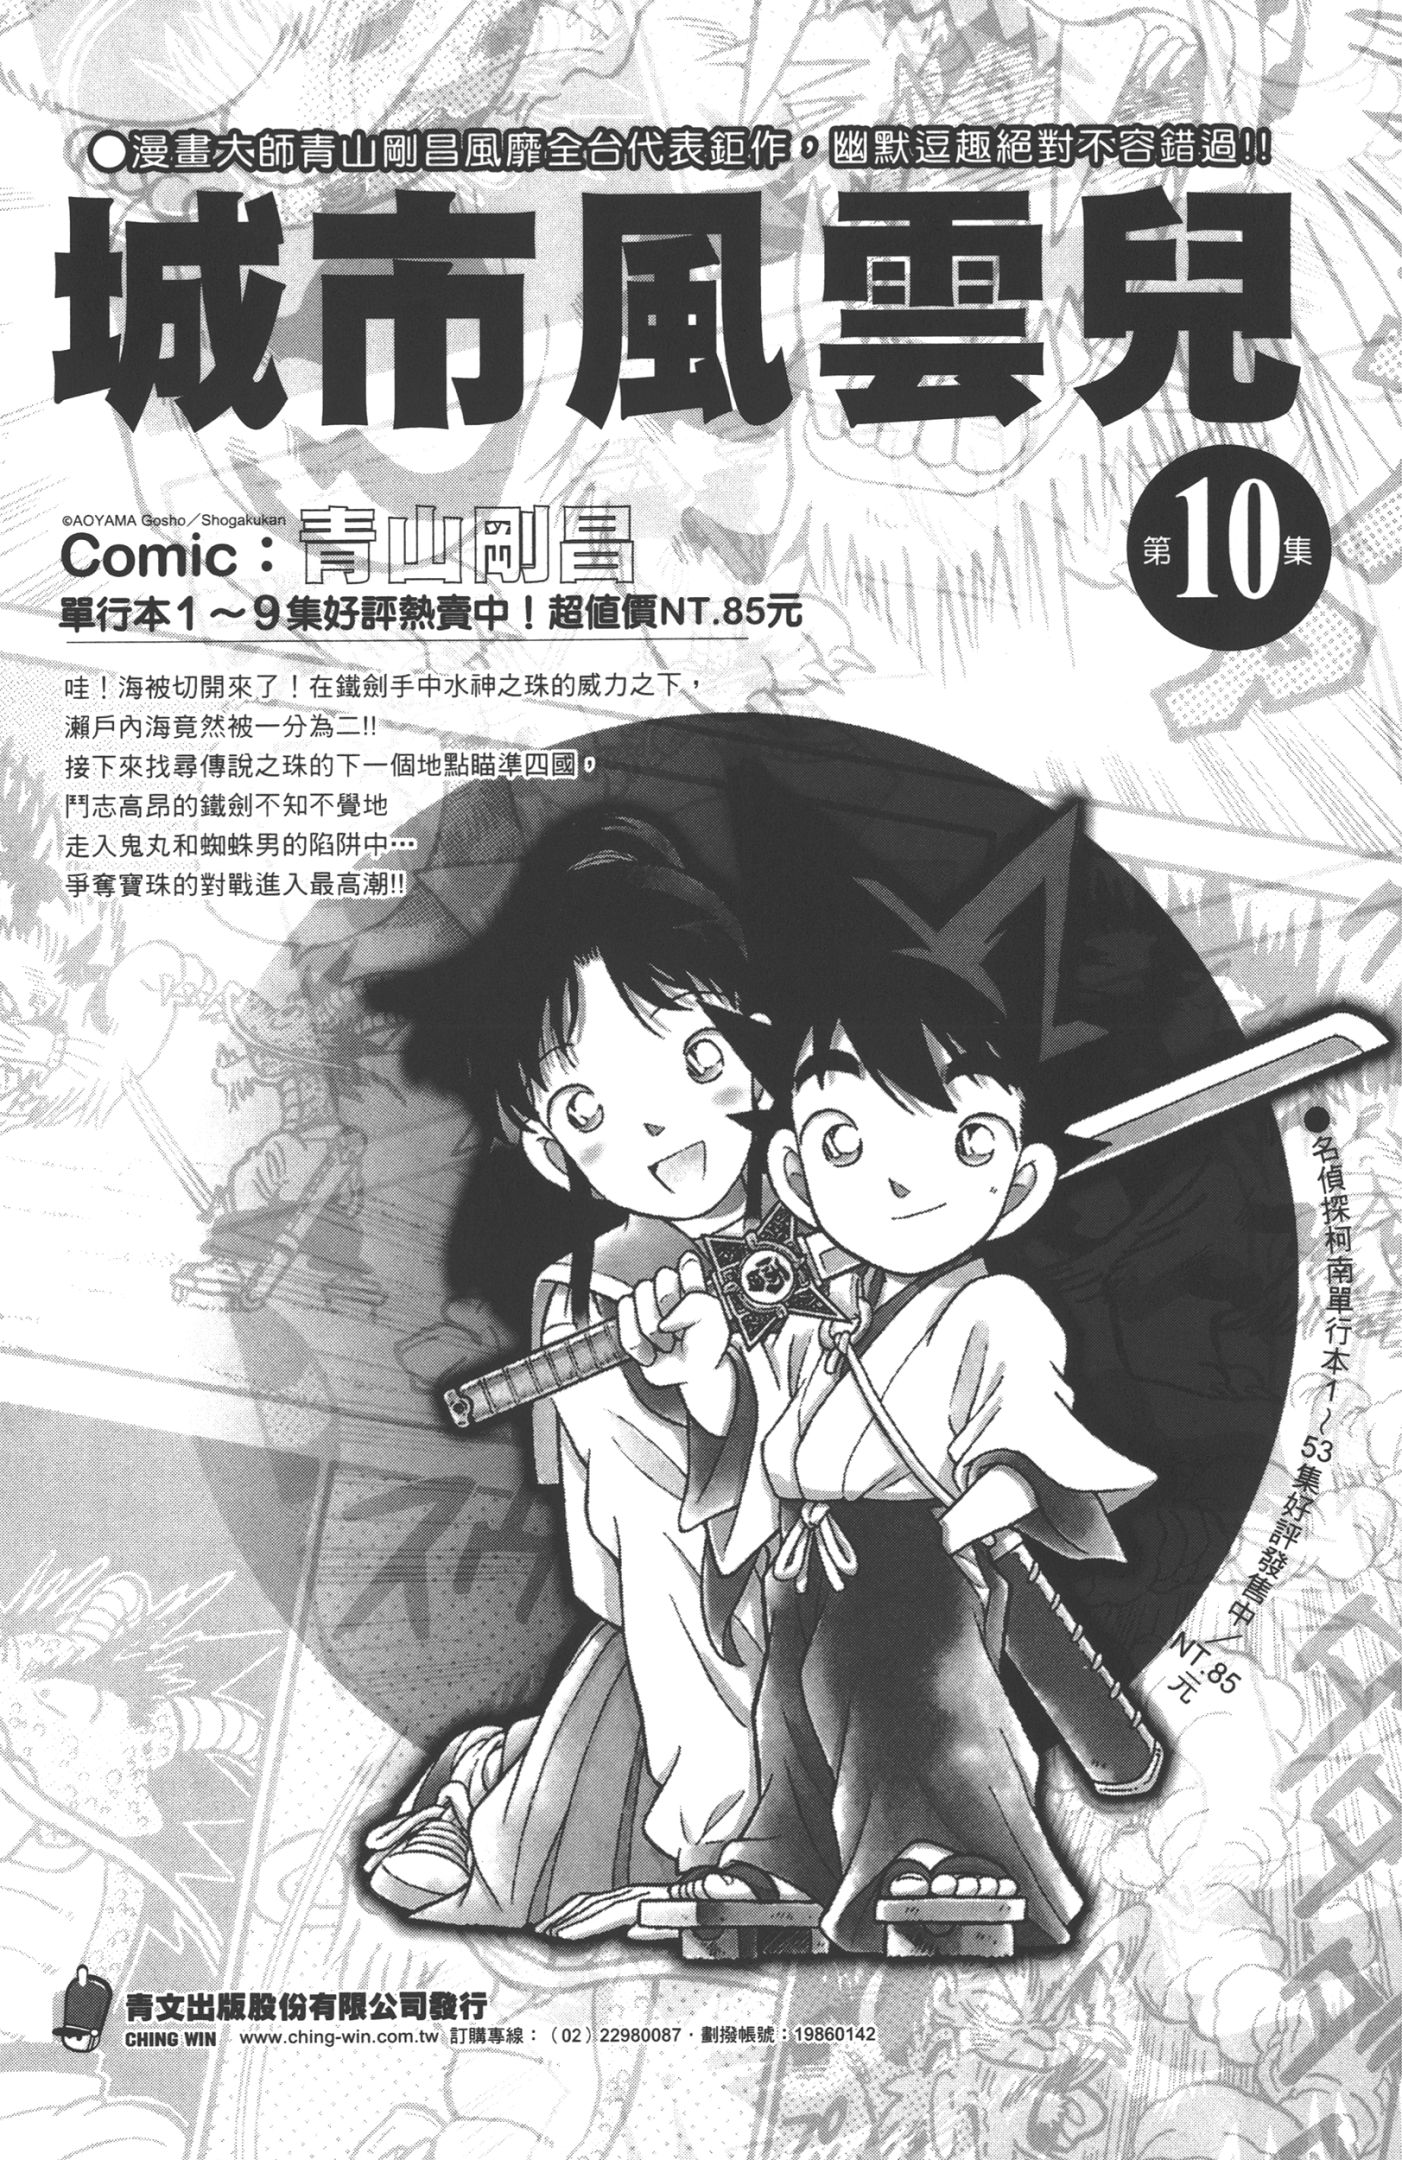 ●漫畫大師青山剛昌風靡全台代表鉅作，幽默逗趣絕對不容錯過!!
城市風雲兒
第10集
©AOYAMA Gosho／Shogakukan
Comic：青山剛昌
單行本1～9集好評熱賣中！超值價NT.85元
哇！海被切開來了！在鐵劍手中水神之珠的威力之下，
瀨戶內海竟然被一分為二!!
接下來找尋傳說之珠的下一個地點瞄準四國，
鬥志高昂的鐵劍不知不覺地
走入鬼丸和蜘蛛男的陷阱中…
爭奪寶珠的對戰進入最高潮!!
●名偵探柯南單行本1～53集好評發售中／NT.85元
青文出版股份有限公司發行
CHING WIN www.ching-win.com.tw 訂購專線：（02）22980087．劃撥帳號：19860142